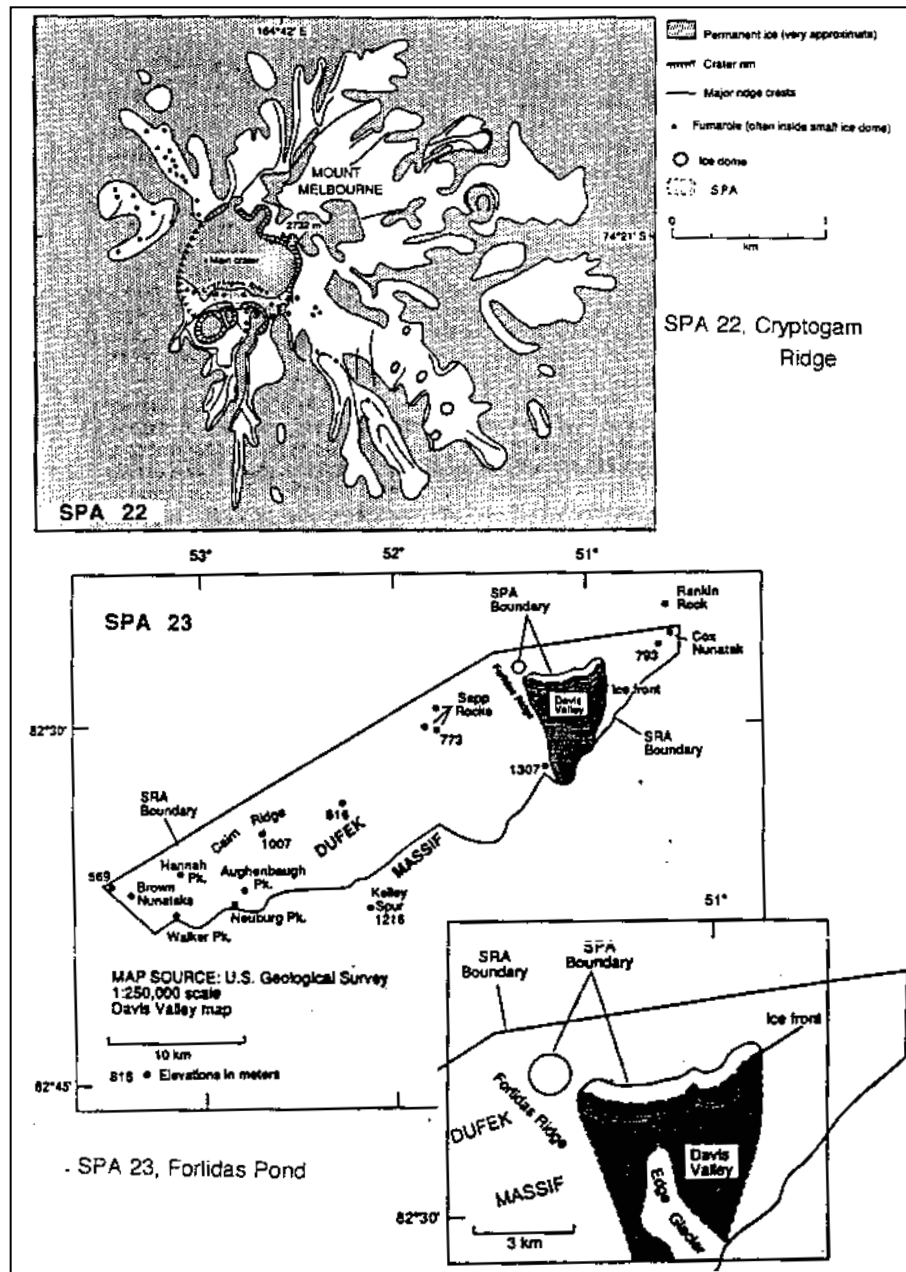 164°42' E
Permanent ice (very approximate)
Crater rim
Major ridge crests
Fumarole (often inside small ice dome)
Ice dome
SPA
0 1
km
MOUNT
MELBOURNE
2732 m
74°21' S
Main crater
SPA 22, Cryptogam
Ridge
SPA 22
53° 52° 51°
SPA 23
SPA
Boundary
Rankin
Rock
Cox
Nunatak
793
Forlidas Ridge
Davis
Valley
Ice front
Sapp
Rocks
773
82°30'
SRA
Boundary
1307
SRA
Boundary
Cairn Ridge
1007
816
DUFEK
MASSIF
569
Hannah
Pk.
Brown
Nunataks
Aughenbaugh
Pk.
Neuburg Pk.
Walker Pk.
Kelley
Spur
1216
MAP SOURCE: U.S. Geological Survey
1:250,000 scale
Davis Valley map
10 km
816 • Elevations in meters
82°45'
SPA 23, Forlidas Pond
51°
SRA
Boundary
SPA
Boundary
Ice front
Forlidas Ridge
DUFEK
MASSIF
Davis
Valley
Edge
Glacier
82°30'
3 km